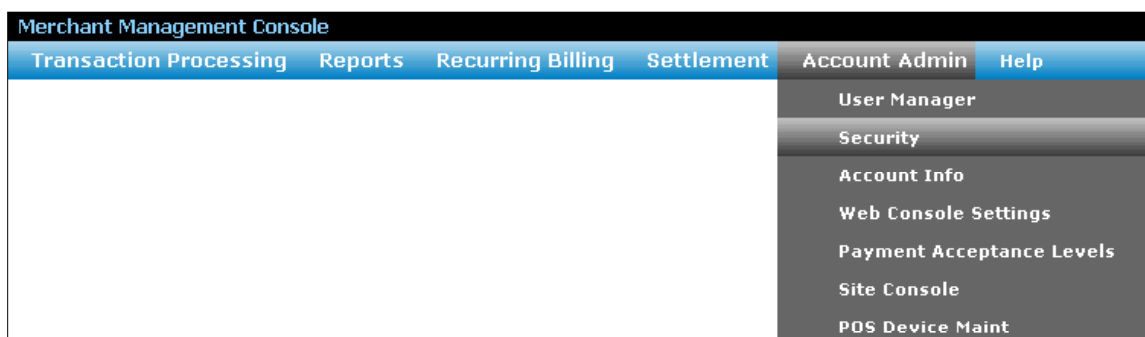 Merchant Management Console
Transaction Processing Reports Recurring Billing Settlement Account Admin Help
User Manager
Security
Account Info
Web Console Settings
Payment Acceptance Levels
Site Console
POS Device Maint